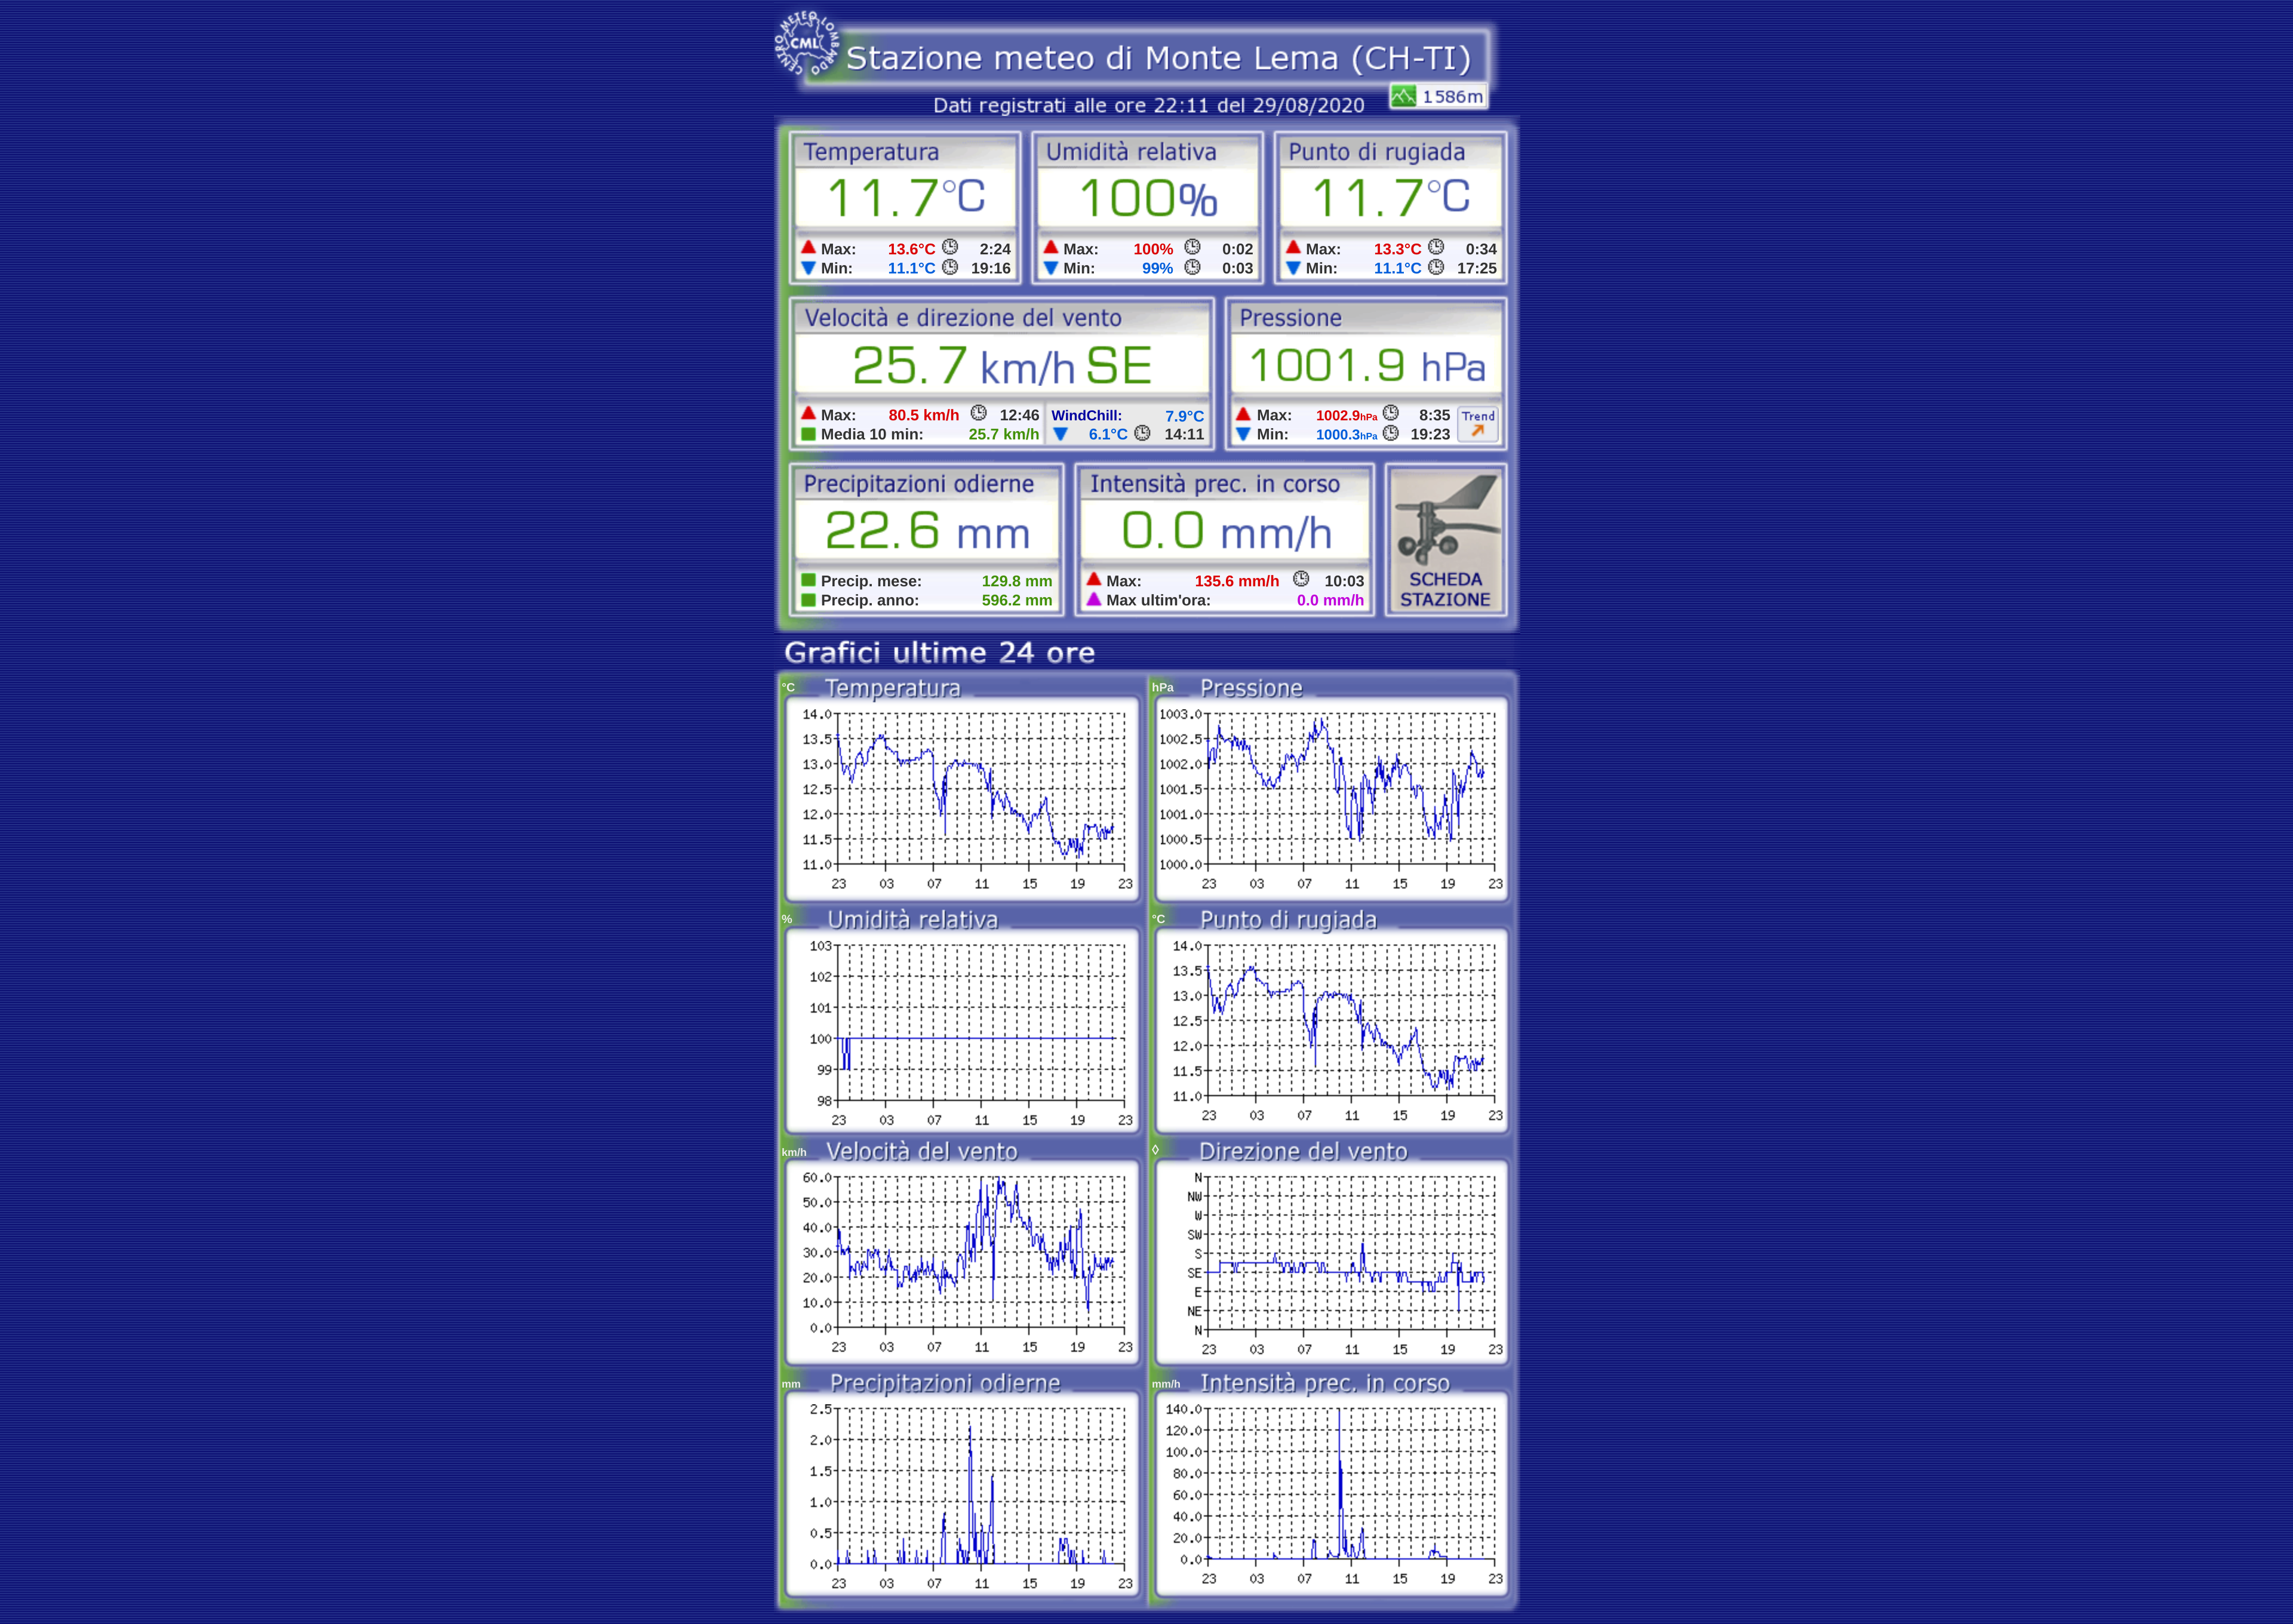 CENTRO METEO LOMBARDO
CML
Stazione meteo di Monte Lema (CH-TI)
Dati registrati alle ore 22:11 del 29/08/2020
1586m
Temperatura
11.7°C
Max: 13.6°C 2:24
Min: 11.1°C 19:16
Umidità relativa
100%
Max: 100% 0:02
Min: 99% 0:03
Punto di rugiada
11.7°C
Max: 13.3°C 0:34
Min: 11.1°C 17:25
Velocità e direzione del vento
25.7 km/h SE
Max: 80.5 km/h 12:46
Media 10 min: 25.7 km/h
WindChill: 7.9°C
6.1°C 14:11
Pressione
1001.9 hPa
Max: 1002.9hPa 8:35
Min: 1000.3hPa 19:23
Trend
Precipitazioni odierne
22.6 mm
Precip. mese: 129.8 mm
Precip. anno: 596.2 mm
Intensità prec. in corso
0.0 mm/h
Max: 135.6 mm/h 10:03
Max ultim'ora: 0.0 mm/h
SCHEDA
STAZIONE
Grafici ultime 24 ore
°C Temperatura
14.0
13.5
13.0
12.5
12.0
11.5
11.0
23 03 07 11 15 19 23
hPa Pressione
1003.0
1002.5
1002.0
1001.5
1001.0
1000.5
1000.0
23 03 07 11 15 19 23
% Umidità relativa
103
102
101
100
99
98
23 03 07 11 15 19 23
°C Punto di rugiada
14.0
13.5
13.0
12.5
12.0
11.5
11.0
23 03 07 11 15 19 23
km/h Velocità del vento
60.0
50.0
40.0
30.0
20.0
10.0
0.0
23 03 07 11 15 19 23
◊ Direzione del vento
N
NW
W
SW
S
SE
E
NE
N
23 03 07 11 15 19 23
mm Precipitazioni odierne
2.5
2.0
1.5
1.0
0.5
0.0
23 03 07 11 15 19 23
mm/h Intensità prec. in corso
140.0
120.0
100.0
80.0
60.0
40.0
20.0
0.0
23 03 07 11 15 19 23